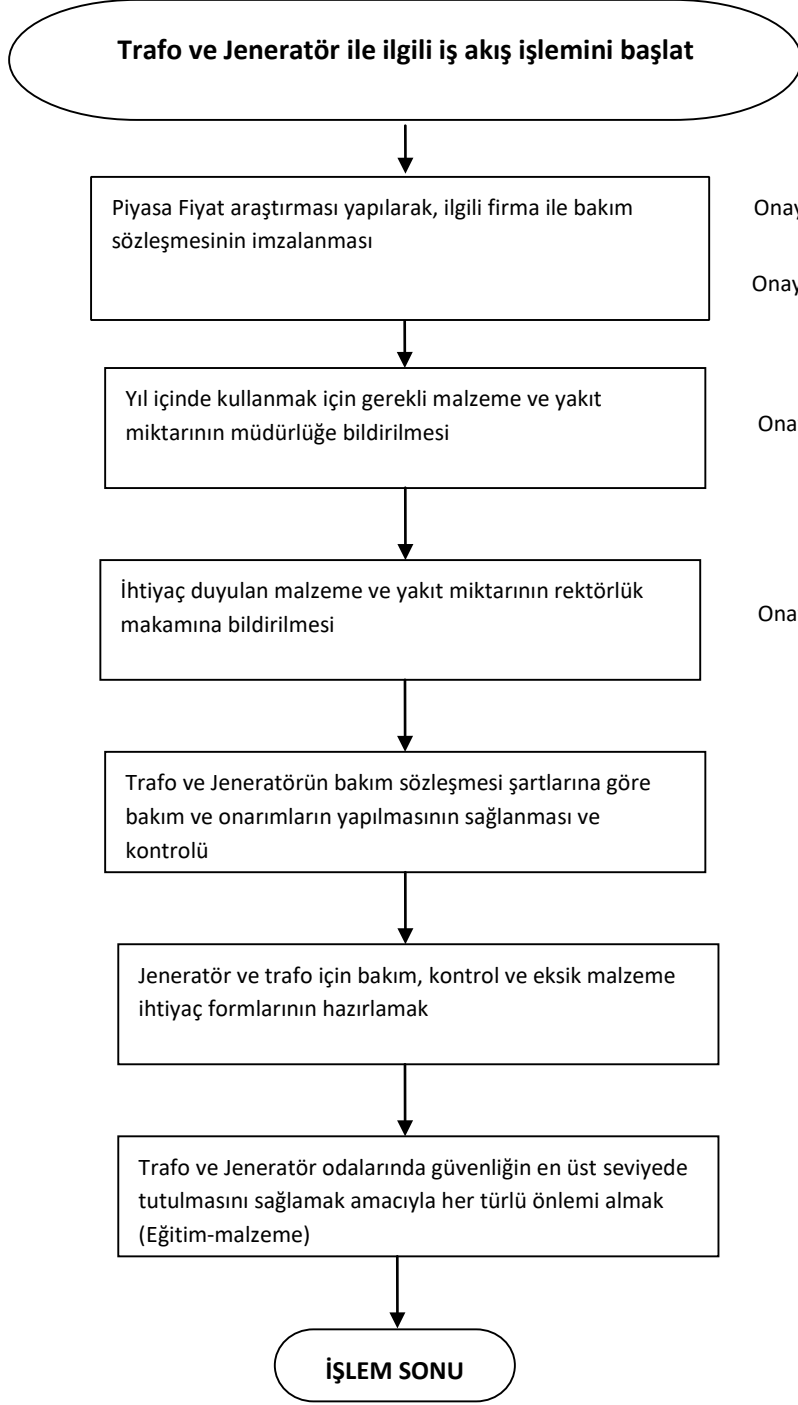 Trafo ve Jeneratör ile ilgili iş akış işlemini başlat
Piyasa Fiyat araştırması yapılarak, ilgili firma ile bakım
sözleşmesinin imzalanması
Yıl içinde kullanmak için gerekli malzeme ve yakıt
miktarının müdürlüğe bildirilmesi
İhtiyaç duyulan malzeme ve yakıt miktarının rektörlük
makamına bildirilmesi
Trafo ve Jeneratörün bakım sözleşmesi şartlarına göre
bakım ve onarımların yapılmasının sağlanması ve
kontrolü
Jeneratör ve trafo için bakım, kontrol ve eksik malzeme
ihtiyaç formlarının hazırlamak
Trafo ve Jeneratör odalarında güvenliğin en üst seviyede
tutulmasını sağlamak amacıyla her türlü önlemi almak
(Eğitim-malzeme)
İŞLEM SONU